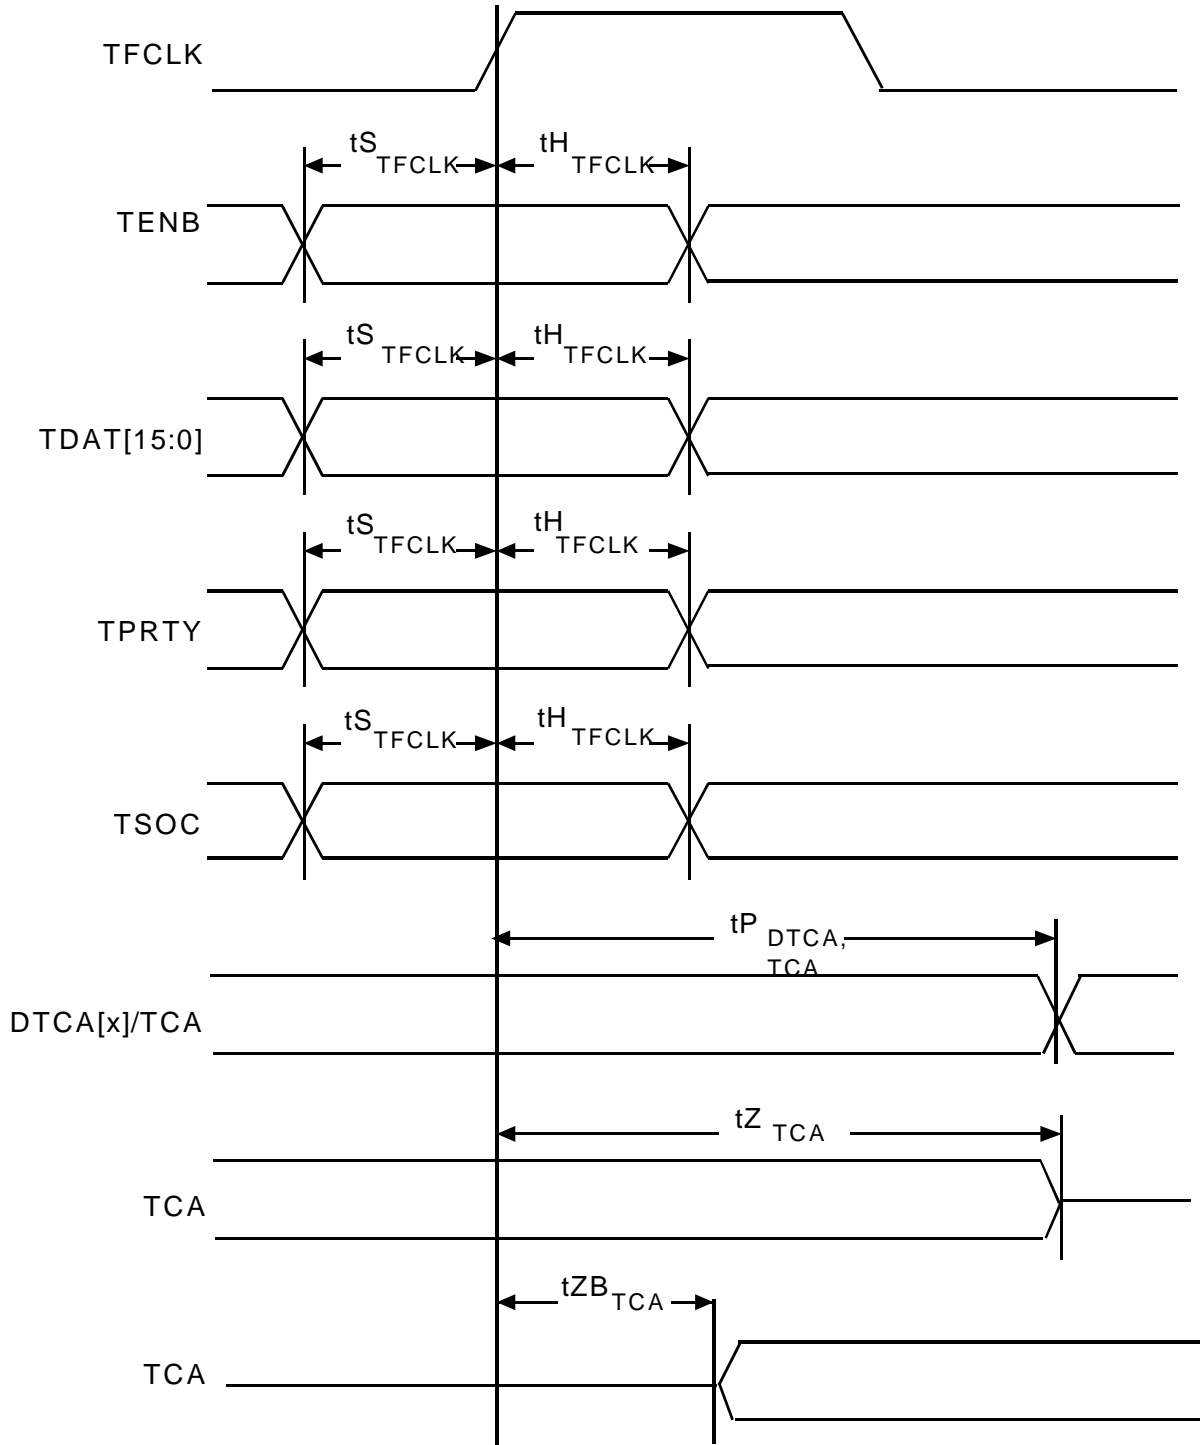 TFCLK
tS TFCLK tH TFCLK
TENB
tS TFCLK tH TFCLK
TDAT[15:0]
tS TFCLK tH TFCLK
TPRTY
tS TFCLK tH TFCLK
TSOC
tP DTCA,
TCA
DTCA[x]/TCA
tZ TCA
TCA
tZB TCA
TCA